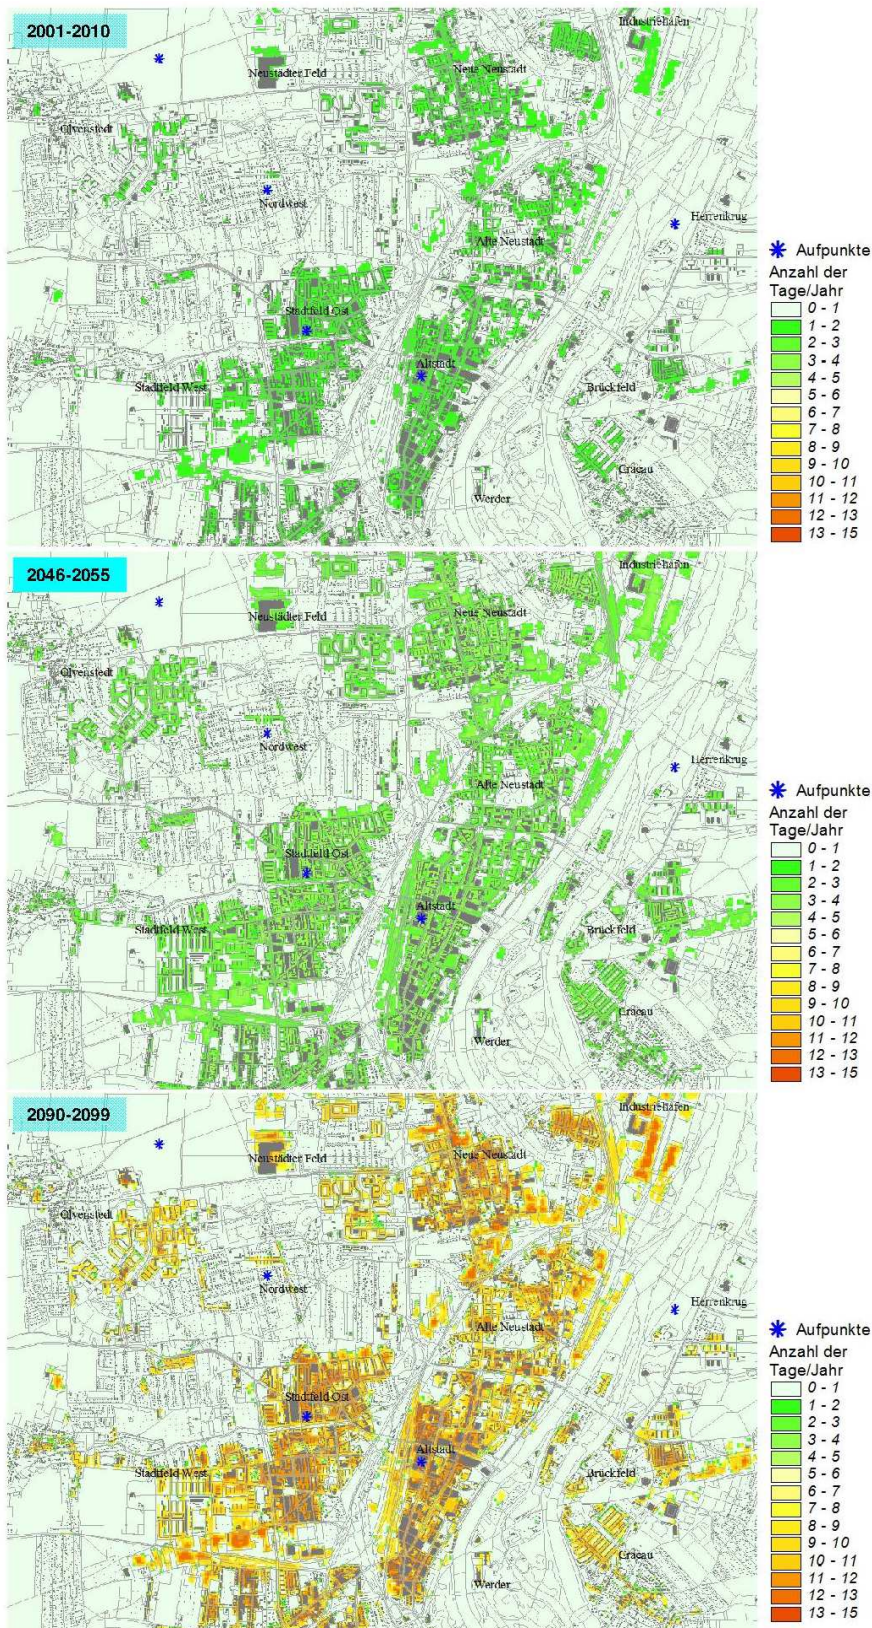 2001-2010
Industriehafen
Neustädter Feld
Neue Neustadt
Olvenstedt
Nordwest
Herrenkrug
Alte Neustadt
Stadtfeld Ost
Altstadt
Stadtfeld West
Brückfeld
Cracau
Werder
Aufpunkte
Anzahl der
Tage/Jahr
0 - 1
1 - 2
2 - 3
3 - 4
4 - 5
5 - 6
6 - 7
7 - 8
8 - 9
9 - 10
10 - 11
11 - 12
12 - 13
13 - 15
2046-2055
Industriehafen
Neustädter Feld
Neue Neustadt
Olvenstedt
Nordwest
Herrenkrug
Alte Neustadt
Stadtfeld Ost
Altstadt
Stadtfeld West
Brückfeld
Cracau
Werder
Aufpunkte
Anzahl der
Tage/Jahr
0 - 1
1 - 2
2 - 3
3 - 4
4 - 5
5 - 6
6 - 7
7 - 8
8 - 9
9 - 10
10 - 11
11 - 12
12 - 13
13 - 15
2090-2099
Industriehafen
Neustädter Feld
Neue Neustadt
Olvenstedt
Nordwest
Herrenkrug
Alte Neustadt
Stadtfeld Ost
Altstadt
Stadtfeld West
Brückfeld
Cracau
Werder
Aufpunkte
Anzahl der
Tage/Jahr
0 - 1
1 - 2
2 - 3
3 - 4
4 - 5
5 - 6
6 - 7
7 - 8
8 - 9
9 - 10
10 - 11
11 - 12
12 - 13
13 - 15